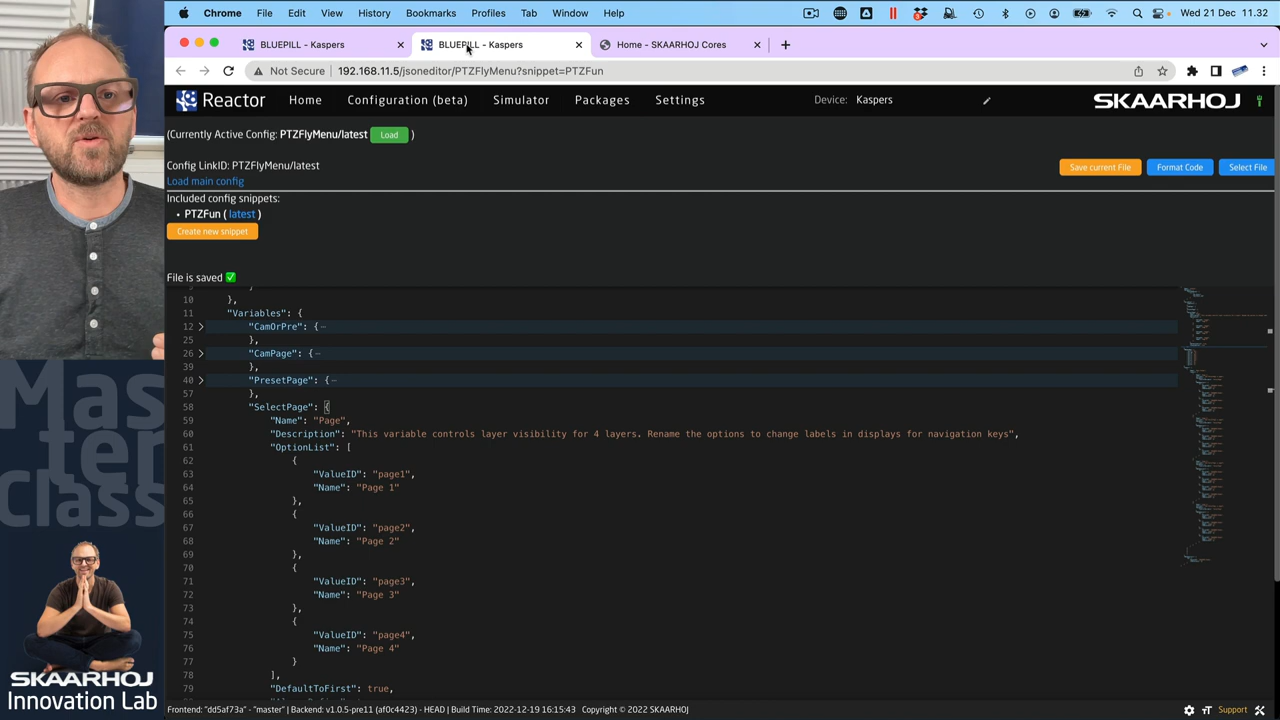 Chrome File Edit View History Bookmarks Profiles Tab Window Help Wed 21 Dec 11.32
BLUEPILL - Kaspers BLUEPILL - Kaspers Home - SKAARHOJ Cores
Not Secure 192.168.11.5/jsoneditor/PTZFlyMenu?snippet=PTZFun
Reactor Home Configuration (beta) Simulator Packages Settings Device: Kaspers SKAARHOJ
(Currently Active Config: PTZFlyMenu/latest Load )
Config LinkID: PTZFlyMenu/latest
Load main config
Save current File Format Code Select File
Included config snippets:
• PTZFun ( latest )
Create new snippet
File is saved
10 },
11 "Variables": {
12 "CamOrPre": {
25 },
26 "CamPage": {
39 },
40 "PresetPage": {
57 },
58 "SelectPage": {
59 "Name": "Page",
60 "Description": "This variable controls layer visibility for 4 layers. Rename the options to change labels in displays for navigation keys",
61 "OptionList": [
62 {
63 "ValueID": "page1",
64 "Name": "Page 1"
65 },
66 {
67 "ValueID": "page2",
68 "Name": "Page 2"
69 },
70 {
71 "ValueID": "page3",
72 "Name": "Page 3"
73 },
74 {
75 "ValueID": "page4",
76 "Name": "Page 4"
77 }
78 ],
79 "DefaultToFirst": true,
Frontend: "dd5af73a" - "master" | Backend: v1.0.5-pre11 (af0c4423) - HEAD | Build Time: 2022-12-19 16:15:43 Copyright © 2022 SKAARHOJ Support
Mas
ter
Class
SKAARHOJ
Innovation Lab